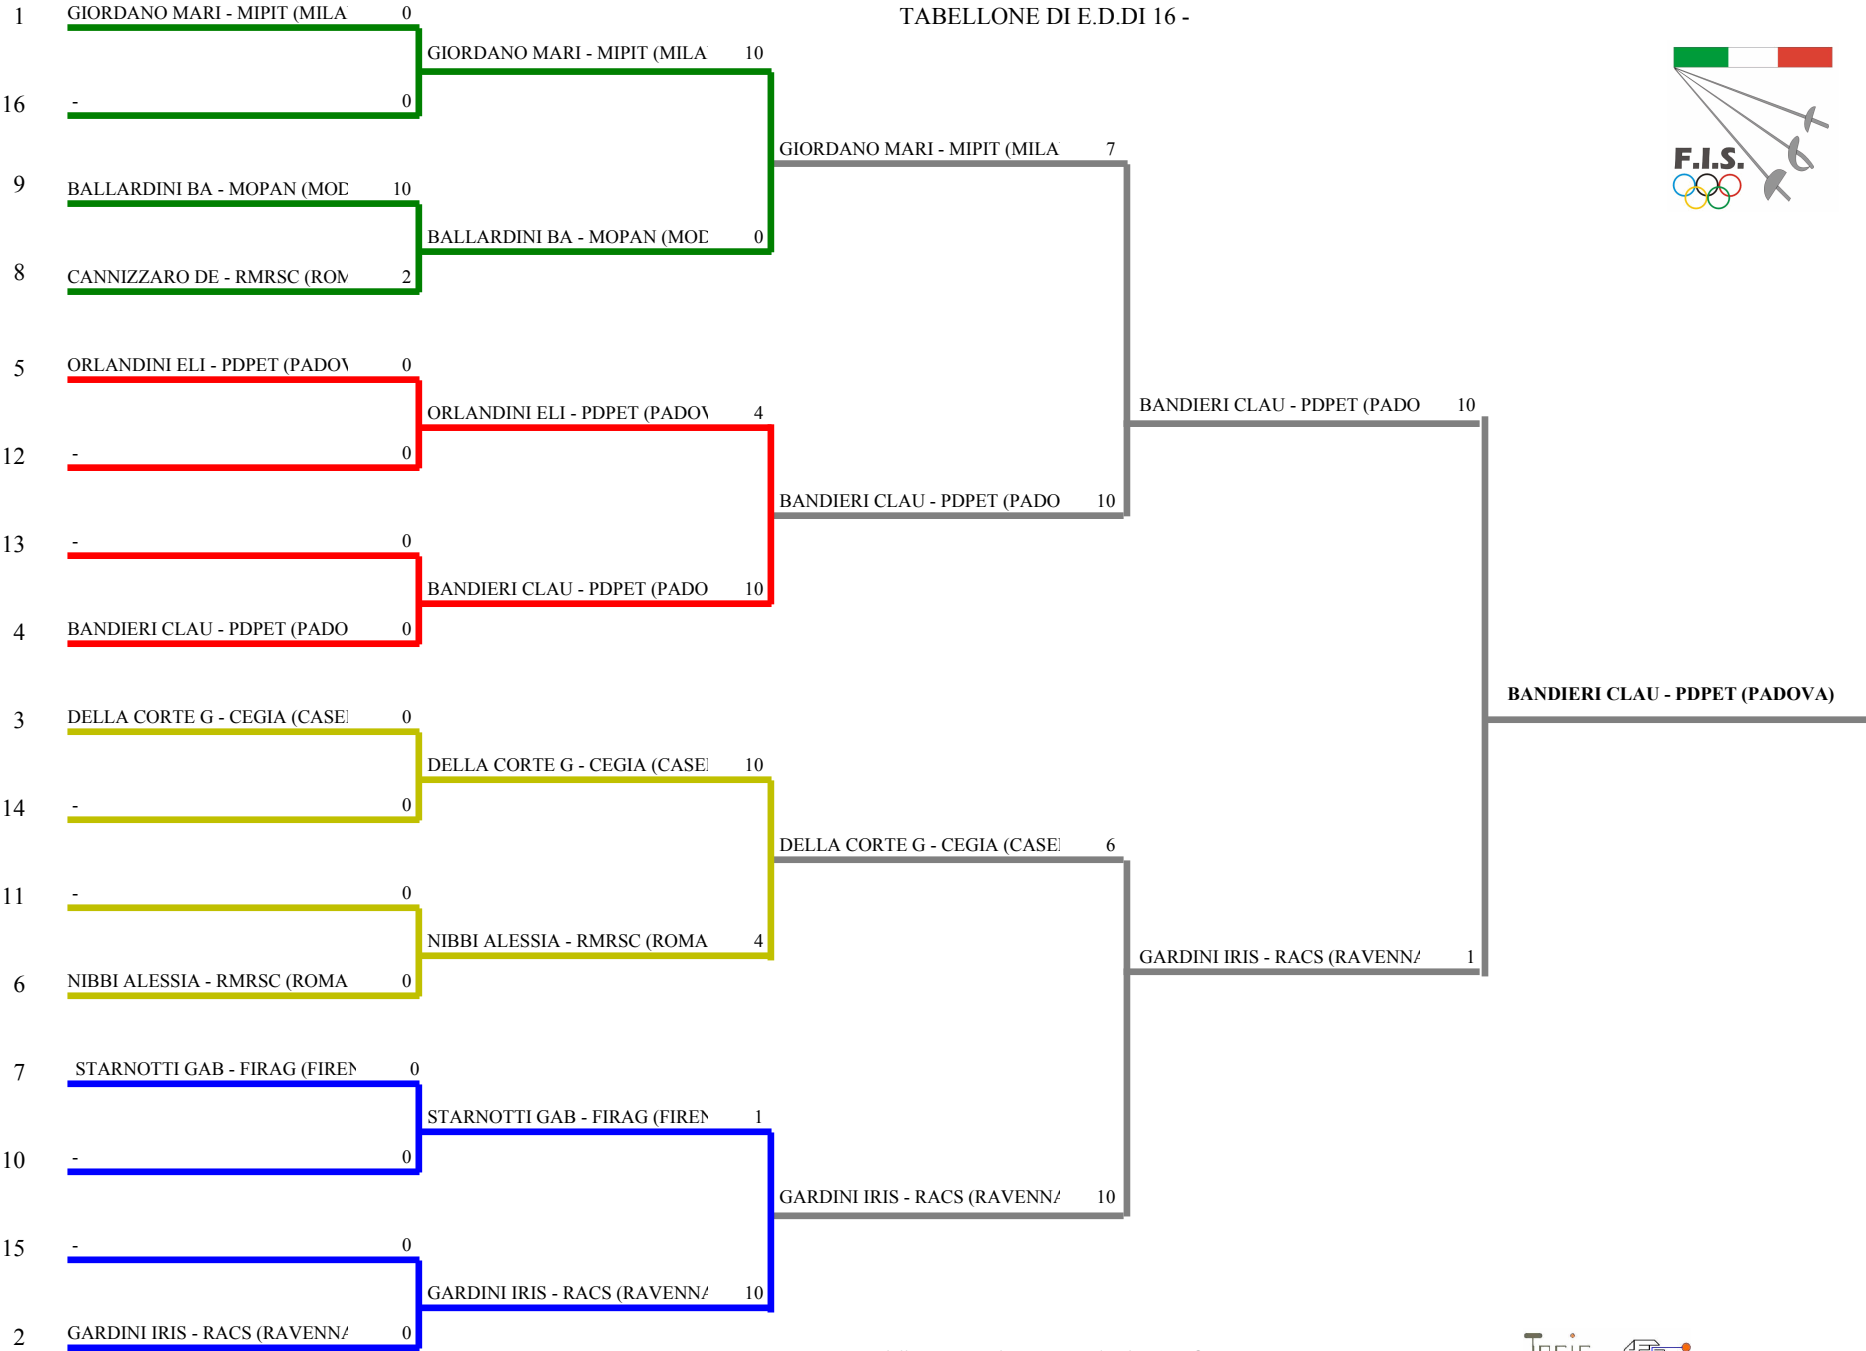 TABELLONE DI E.D.DI 16 -
F.I.S.
1 GIORDANO MARI - MIPIT (MILA 0
GIORDANO MARI - MIPIT (MILA 10
16 - 0
GIORDANO MARI - MIPIT (MILA 7
9 BALLARDINI BA - MOPAN (MOD 10
BALLARDINI BA - MOPAN (MOD 0
8 CANNIZZARO DE - RMRSC (ROM 2
5 ORLANDINI ELI - PDPET (PADOV 0
BANDIERI CLAU - PDPET (PADO 10
ORLANDINI ELI - PDPET (PADOV 4
12 - 0
BANDIERI CLAU - PDPET (PADO 10
13 - 0
BANDIERI CLAU - PDPET (PADO 10
4 BANDIERI CLAU - PDPET (PADO 0
BANDIERI CLAU - PDPET (PADOVA)
3 DELLA CORTE G - CEGIA (CASE 0
DELLA CORTE G - CEGIA (CASE 10
14 - 0
DELLA CORTE G - CEGIA (CASE 6
11 - 0
NIBBI ALESSIA - RMRSC (ROMA 4
GARDINI IRIS - RACS (RAVENNA 1
6 NIBBI ALESSIA - RMRSC (ROMA 0
7 STARNOTTI GAB - FIRAG (FIREN 0
STARNOTTI GAB - FIRAG (FIREN 1
10 - 0
GARDINI IRIS - RACS (RAVENNA 10
15 - 0
GARDINI IRIS - RACS (RAVENNA 10
2 GARDINI IRIS - RACS (RAVENNA 0